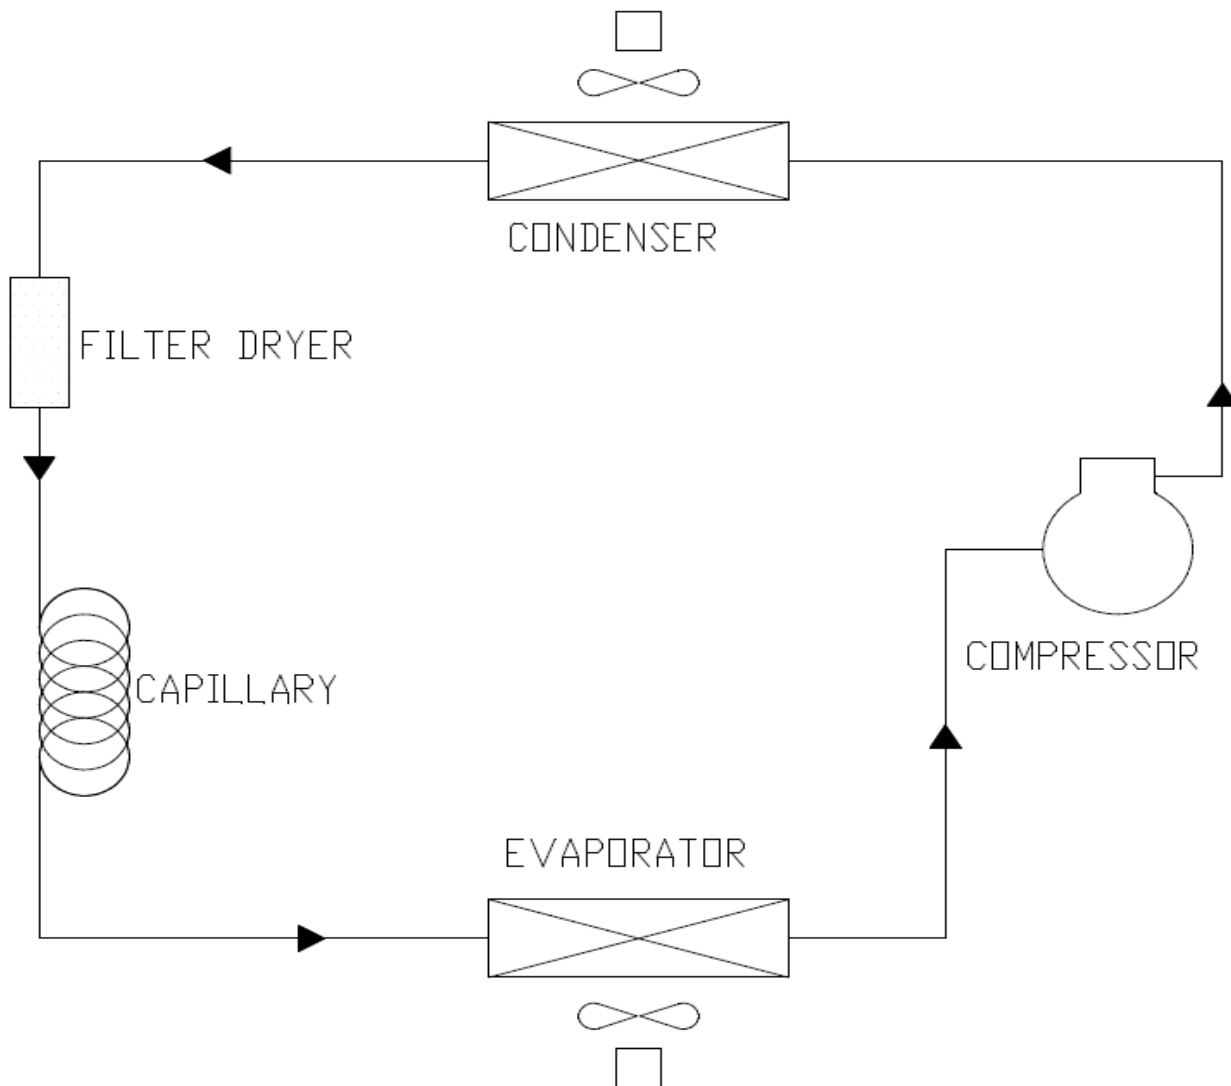 CONDENSER
FILTER DRYER
COMPRESSOR
CAPILLARY
EVAPORATOR